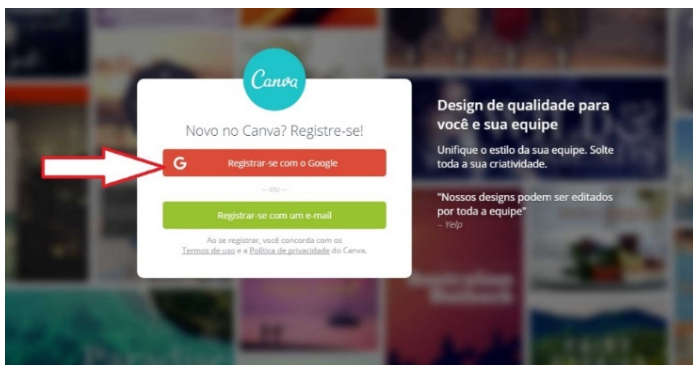 Canva
Novo no Canva? Registre-se!
G Registrar-se com o Google
— ou —
Registrar-se com um e-mail
Ao se registrar, você concorda com os
Termos de uso e a Política de privacidade do Canva.
Design de qualidade para
você e sua equipe
Unifique o estilo da sua equipe. Solte
toda a sua criatividade.
"Nossos designs podem ser editados
por toda a equipe"
– Yelp